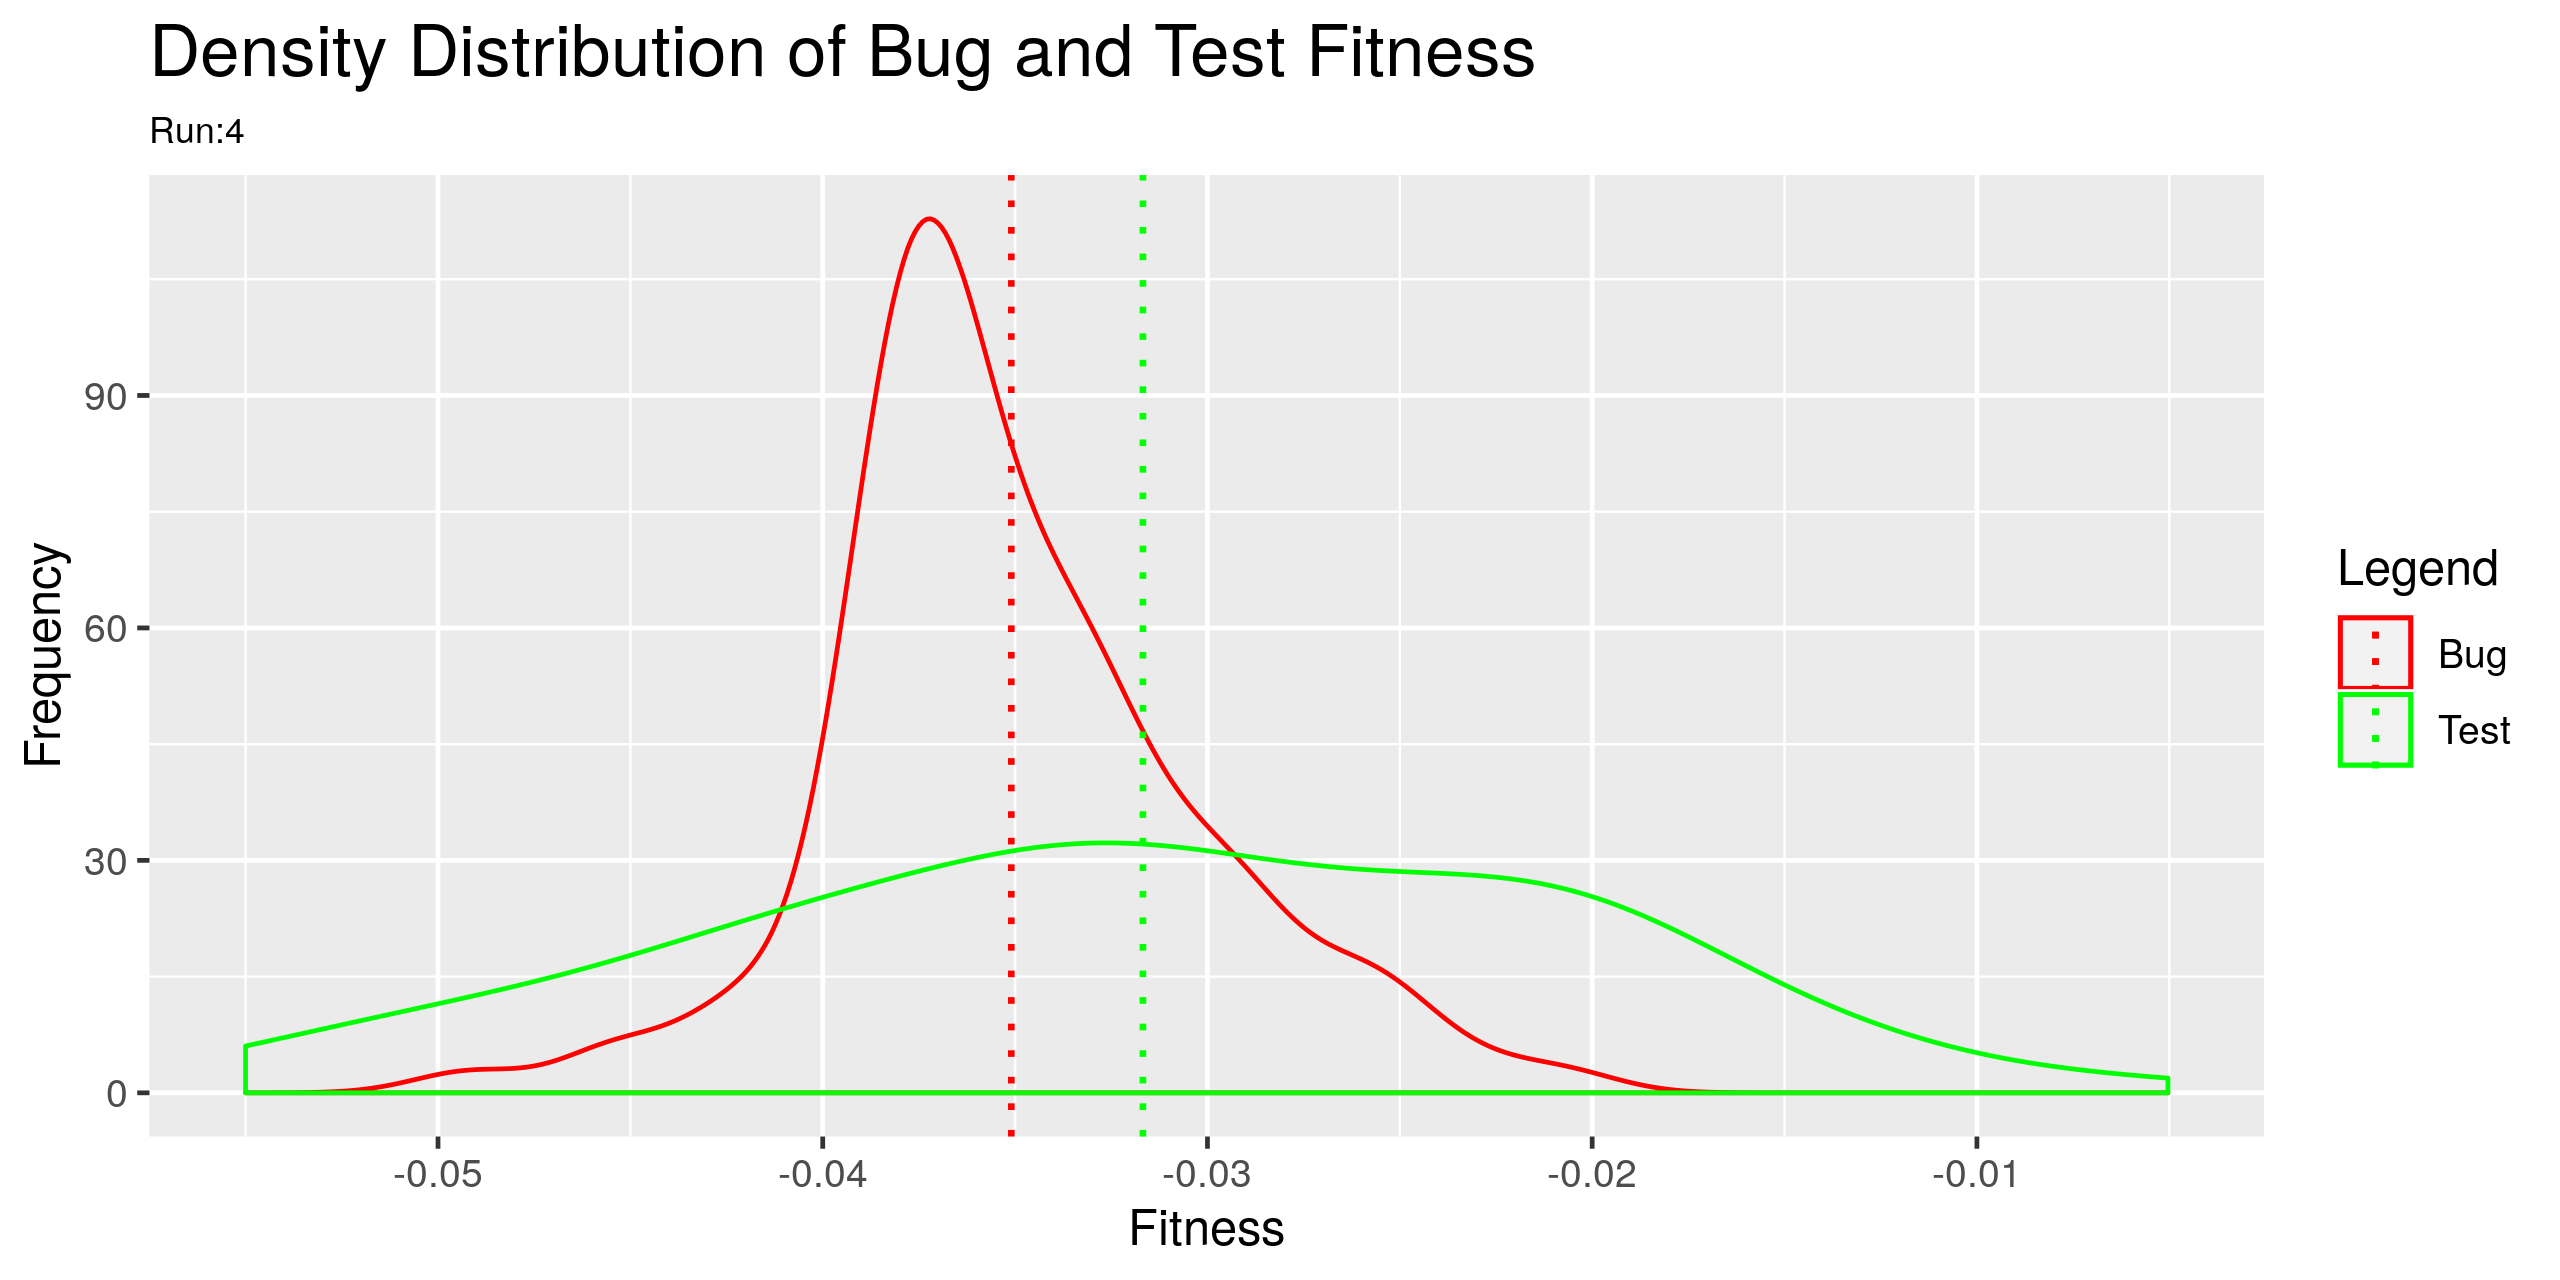 Density Distribution of Bug and Test Fitness
Run:4
Frequency
90
60
30
0
-0.05
-0.04
-0.03
-0.02
-0.01
Fitness
Legend
Bug
Test